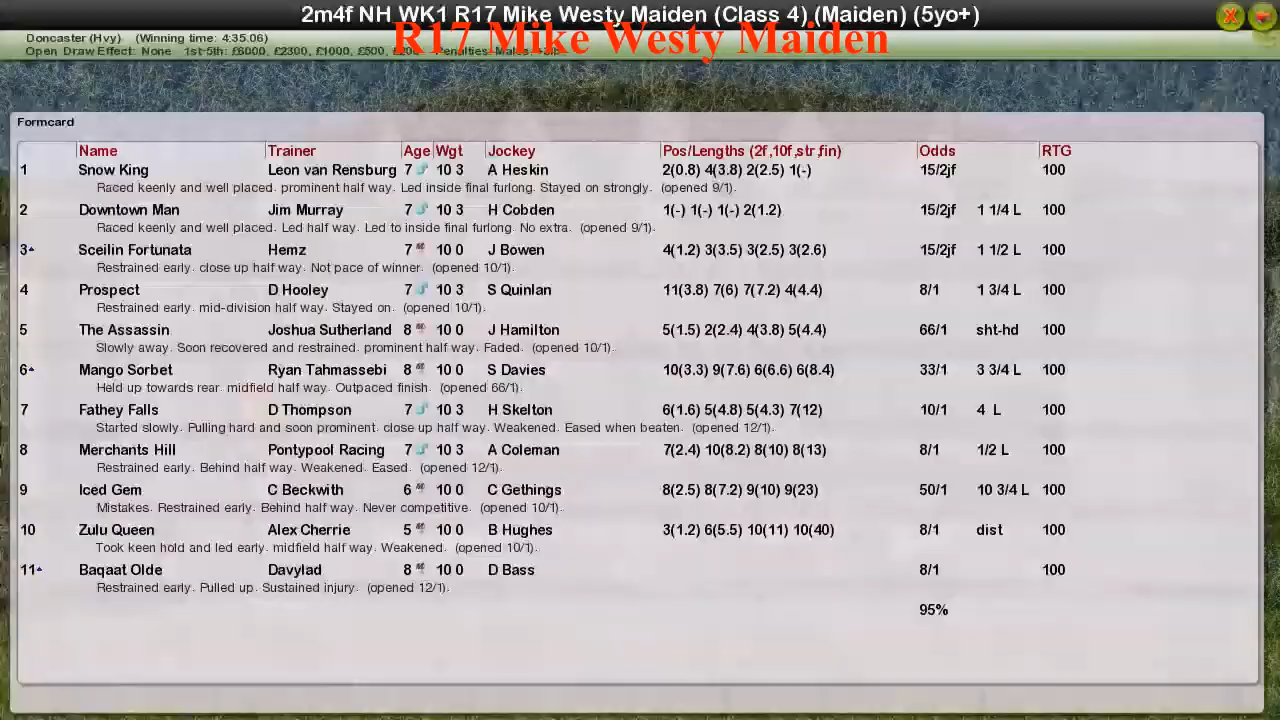 2m4f NH WK1 R17 Mike Westy Maiden (Class 4) (Maiden) (5yo+)
R17 Mike Westy Maiden
Doncaster (Hvy) (Winning time: 4:35.06)
Open Draw Effect: None 1st-5th: £6000, £2300, £1000, £500,
Formcard
Name Trainer Age Wgt Jockey Pos/Lengths (2f,10f,str,fin) Odds RTG
1 Snow King Leon van Rensburg 7 10 3 A Heskin 2(0.8) 4(3.8) 2(2.5) 1(-) 15/2jf 100
Raced keenly and well placed. prominent half way. Led inside final furlong. Stayed on strongly. (opened 9/1).
2 Downtown Man Jim Murray 7 10 3 H Cobden 1(-) 1(-) 1(-) 2(1.2) 15/2jf 1 1/4 L 100
Raced keenly and well placed. Led half way. Led to inside final furlong. No extra. (opened 9/1).
3 Sceilin Fortunata Hemz 7 10 0 J Bowen 4(1.2) 3(3.5) 3(2.5) 3(2.6) 15/2jf 1 1/2 L 100
Restrained early. close up half way. Not pace of winner. (opened 10/1).
4 Prospect D Hooley 7 10 3 S Quinlan 11(3.8) 7(6) 7(7.2) 4(4.4) 8/1 1 3/4 L 100
Restrained early. mid-division half way. Stayed on. (opened 10/1).
5 The Assassin Joshua Sutherland 8 10 0 J Hamilton 5(1.5) 2(2.4) 4(3.8) 5(4.4) 66/1 sht-hd 100
Slowly away. Soon recovered and restrained. prominent half way. Faded. (opened 10/1).
6 Mango Sorbet Ryan Tahmassebi 8 10 0 S Davies 10(3.3) 9(7.6) 6(6.6) 6(8.4) 33/1 3 3/4 L 100
Held up towards rear. midfield half way. Outpaced finish. (opened 66/1).
7 Fathey Falls D Thompson 7 10 3 H Skelton 6(1.6) 5(4.8) 5(4.3) 7(12) 10/1 4 L 100
Started slowly. Pulling hard and soon prominent. close up half way. Weakened. Eased when beaten. (opened 12/1).
8 Merchants Hill Pontypool Racing 7 10 3 A Coleman 7(2.4) 10(8.2) 8(10) 8(13) 8/1 1/2 L 100
Restrained early. Behind half way. Weakened. Eased. (opened 12/1).
9 Iced Gem C Beckwith 6 10 0 C Gethings 8(2.5) 8(7.2) 9(10) 9(23) 50/1 10 3/4 L 100
Mistakes. Restrained early. Behind half way. Never competitive. (opened 10/1).
10 Zulu Queen Alex Cherrie 5 10 0 B Hughes 3(1.2) 6(5.5) 10(11) 10(40) 8/1 dist 100
Took keen hold and led early. midfield half way. Weakened. (opened 10/1).
11 Baqaat Olde Davylad 8 10 0 D Bass 8/1 100
Restrained early. Pulled up. Sustained injury. (opened 12/1).
95%